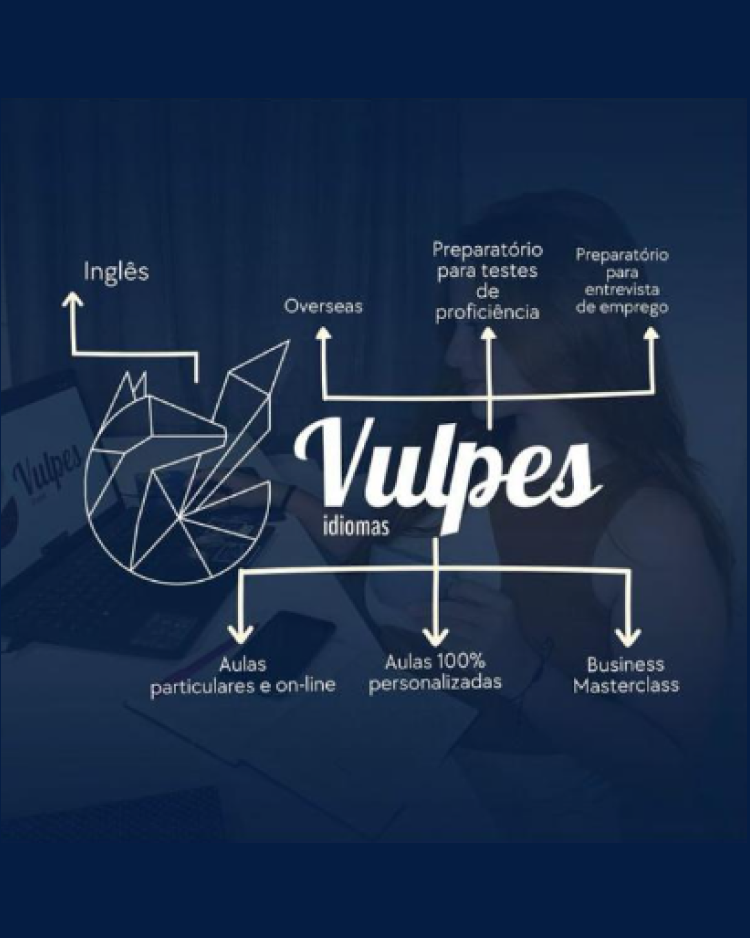 Inglês
Overseas
Preparatório
para testes
de
proficiência
Preparatório
para
entrevista
de emprego
Vulpes
Vulpes
idiomas
Aulas
particulares e on-line
Aulas 100%
personalizadas
Business
Masterclass